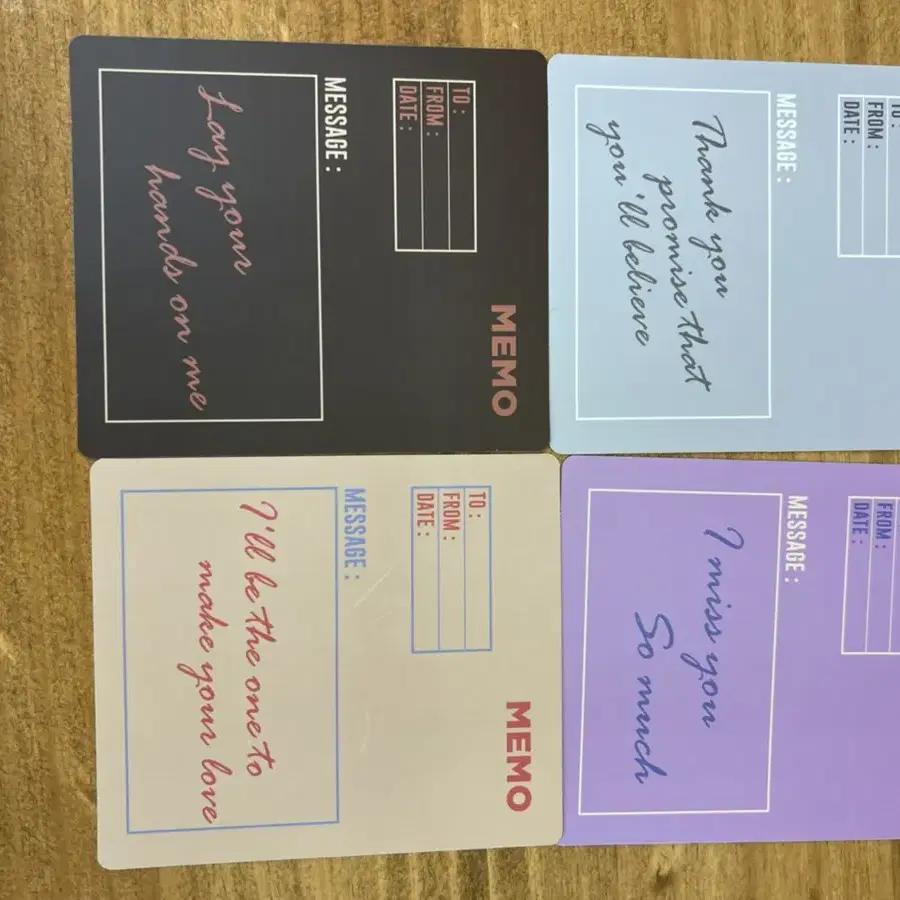 TO :
FROM :
DATE :
MESSAGE :
Thank you
promise that
you'll believe
FROM :
DATE :
MESSAGE :
I miss you
So much
MEMO
TO :
FROM :
DATE :
MESSAGE :
Lay your
hands on me
MEMO
TO :
FROM :
DATE :
MESSAGE :
I'll be the one to
make your love